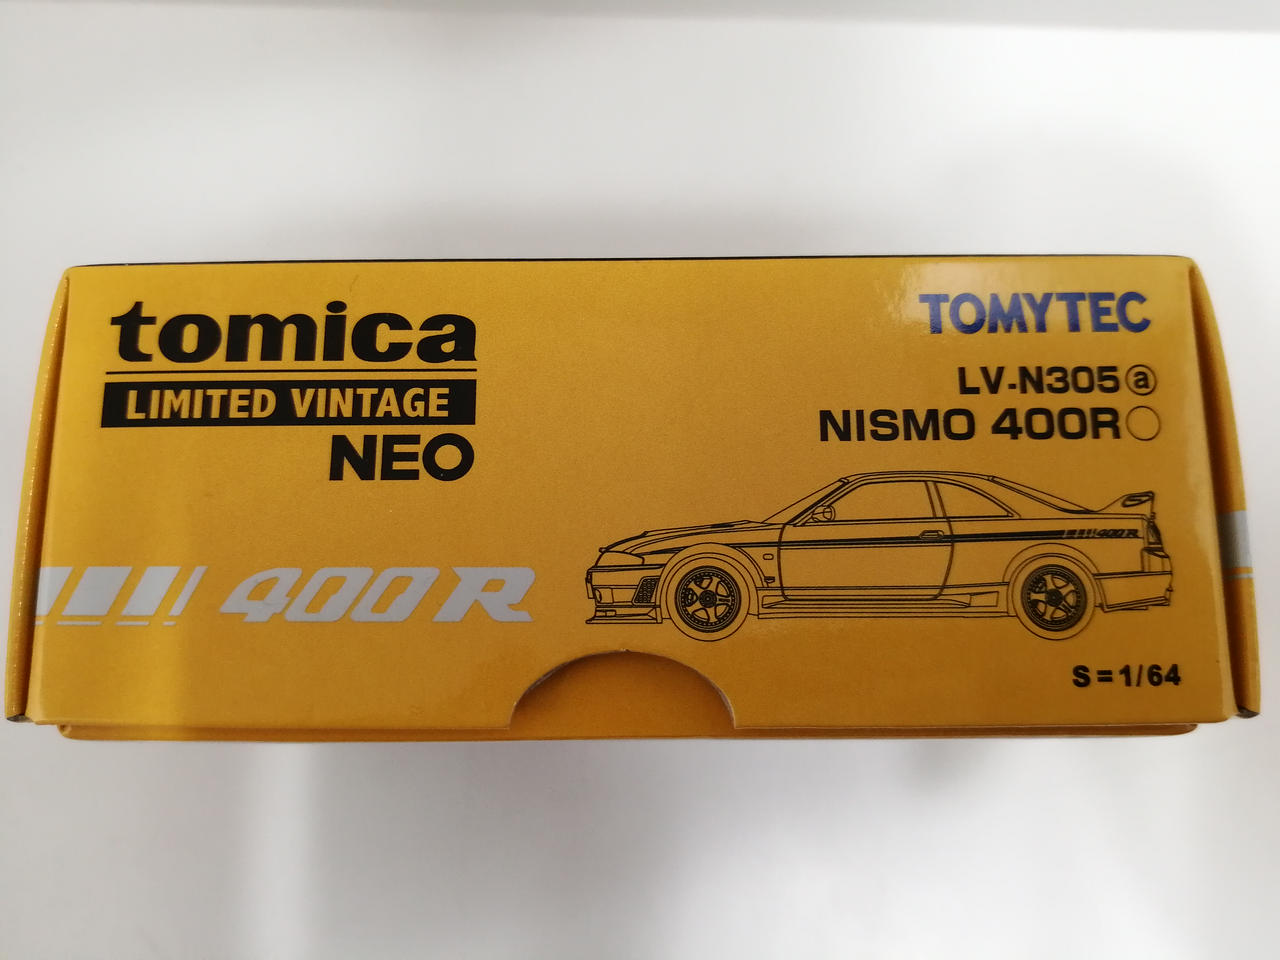 tomica
LIMITED VINTAGE
NEO
TOMYTEC
LV-N305ⓐ
NISMO 400R○
400R
400R
S=1/64